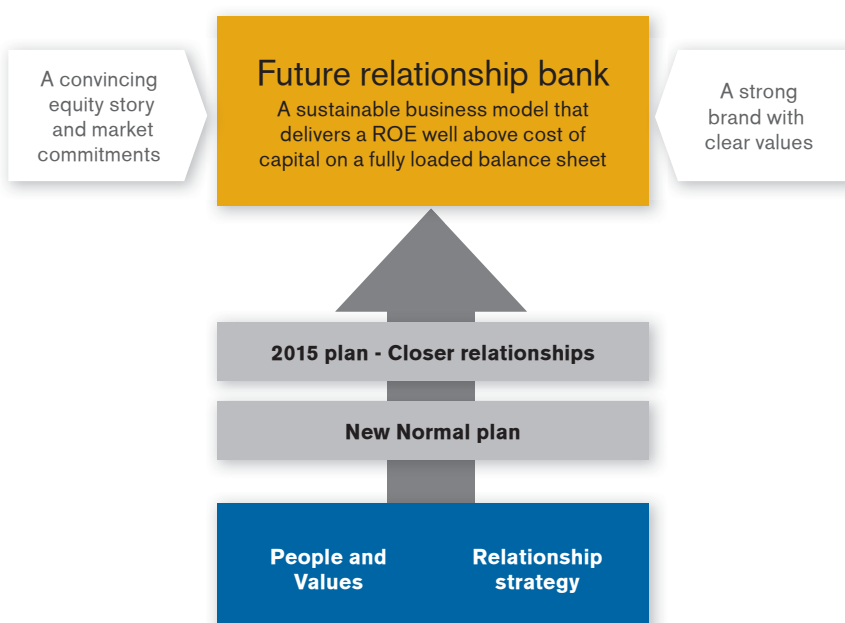 Future relationship bank
A sustainable business model that
delivers a ROE well above cost of
capital on a fully loaded balance sheet
A convincing
equity story
and market
commitments
A strong
brand with
clear values
2015 plan - Closer relationships
New Normal plan
People and
Values
Relationship
strategy